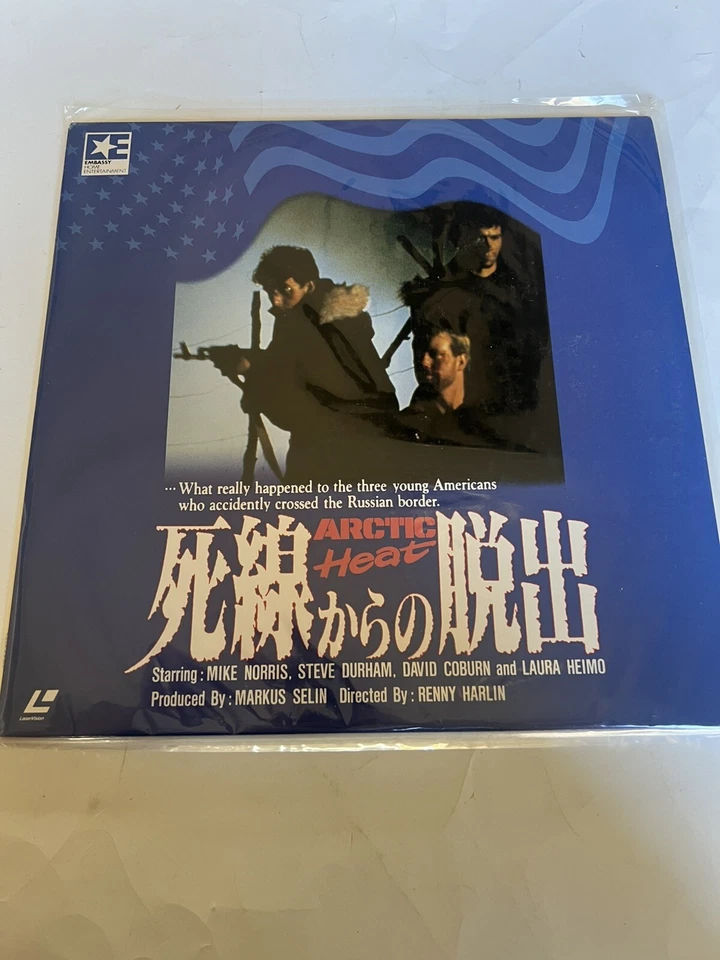 EMBASSY
HOME
ENTERTAINMENT
… What really happened to the three young Americans
who accidently crossed the Russian border.
ARCTIC
Heat
死線からの脱出
Starring : MIKE NORRIS, STEVE DURHAM, DAVID COBURN and LAURA HEIMO
Produced By : MARKUS SELIN Directed By : RENNY HARLIN
LaserVision